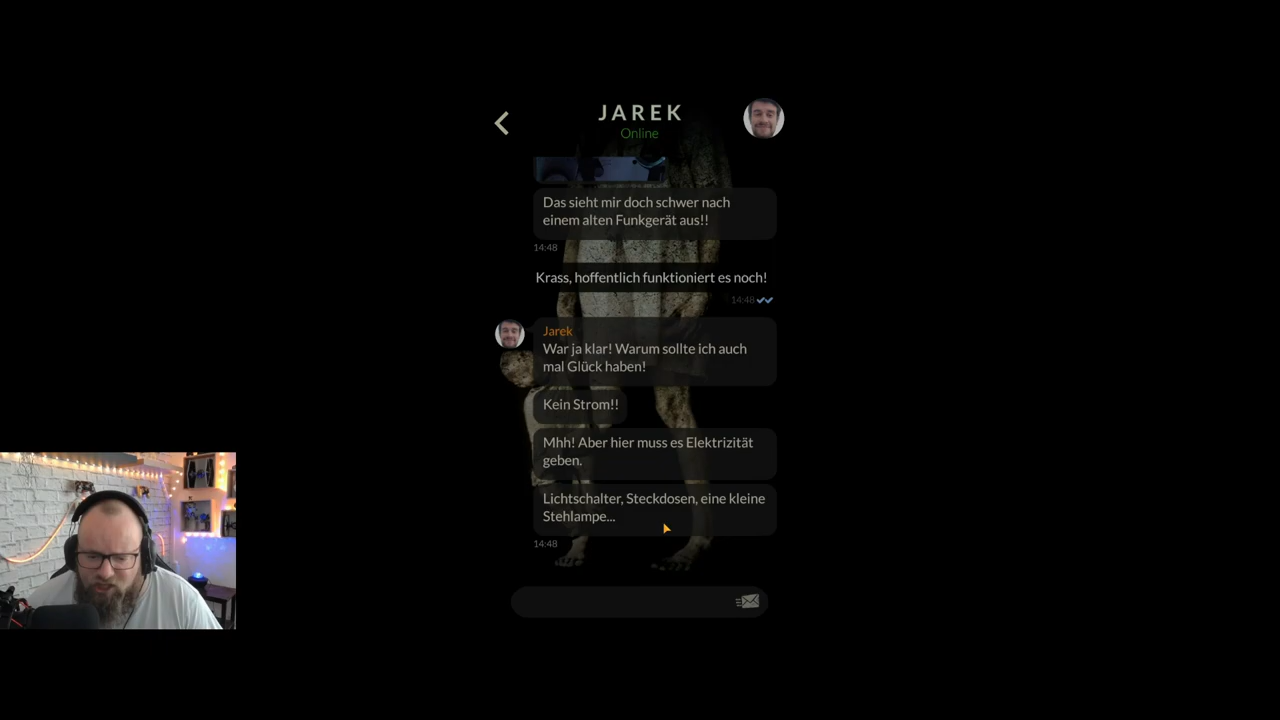 JAREK
Online
Das sieht mir doch schwer nach
einem alten Funkgerät aus!!
14:48
Krass, hoffentlich funktioniert es noch!
14:48
Jarek
War ja klar! Warum sollte ich auch
mal Glück haben!
Kein Strom!!
Mhh! Aber hier muss es Elektrizität
geben.
Lichtschalter, Steckdosen, eine kleine
Stehlampe...
14:48